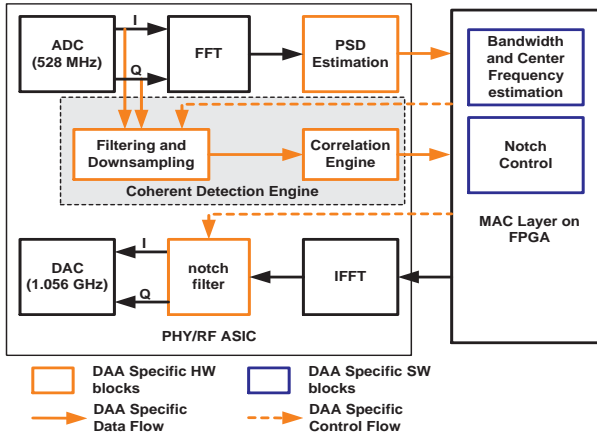 ADC
(528 MHz)
I
Q
FFT
PSD
Estimation
Bandwidth
and Center
Frequency
estimation
Filtering and
Downsampling
Correlation
Engine
Coherent Detection Engine
Notch
Control
MAC Layer on
FPGA
DAC
(1.056 GHz)
I
Q
notch
filter
IFFT
PHY/RF ASIC
DAA Specific HW
blocks
DAA Specific SW
blocks
DAA Specific
Data Flow
DAA Specific
Control Flow